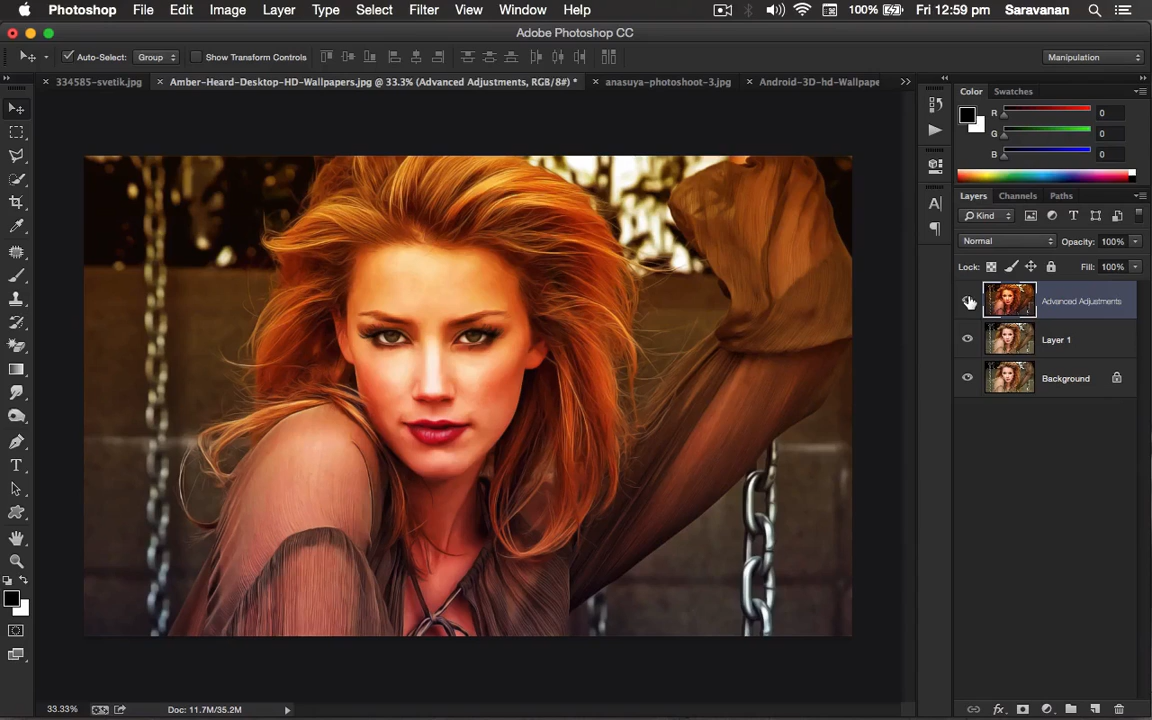 Photoshop File Edit Image Layer Type Select Filter View Window Help 100% Fri 12:59 pm Saravanan
Adobe Photoshop CC
Auto-Select: Group Show Transform Controls Manipulation
334585-svetik.jpg Amber-Heard-Desktop-HD-Wallpapers.jpg @ 33.3% (Advanced Adjustments, RGB/8#) * anasuya-photoshoot-3.jpg Android-3D-hd-Wallpape
Color Swatches
R 0
G 0
B 0
Layers Channels Paths
Kind
Normal Opacity: 100%
Lock: Fill: 100%
Advanced Adjustments
Layer 1
Background
33.33% Doc: 11.7M/35.2M